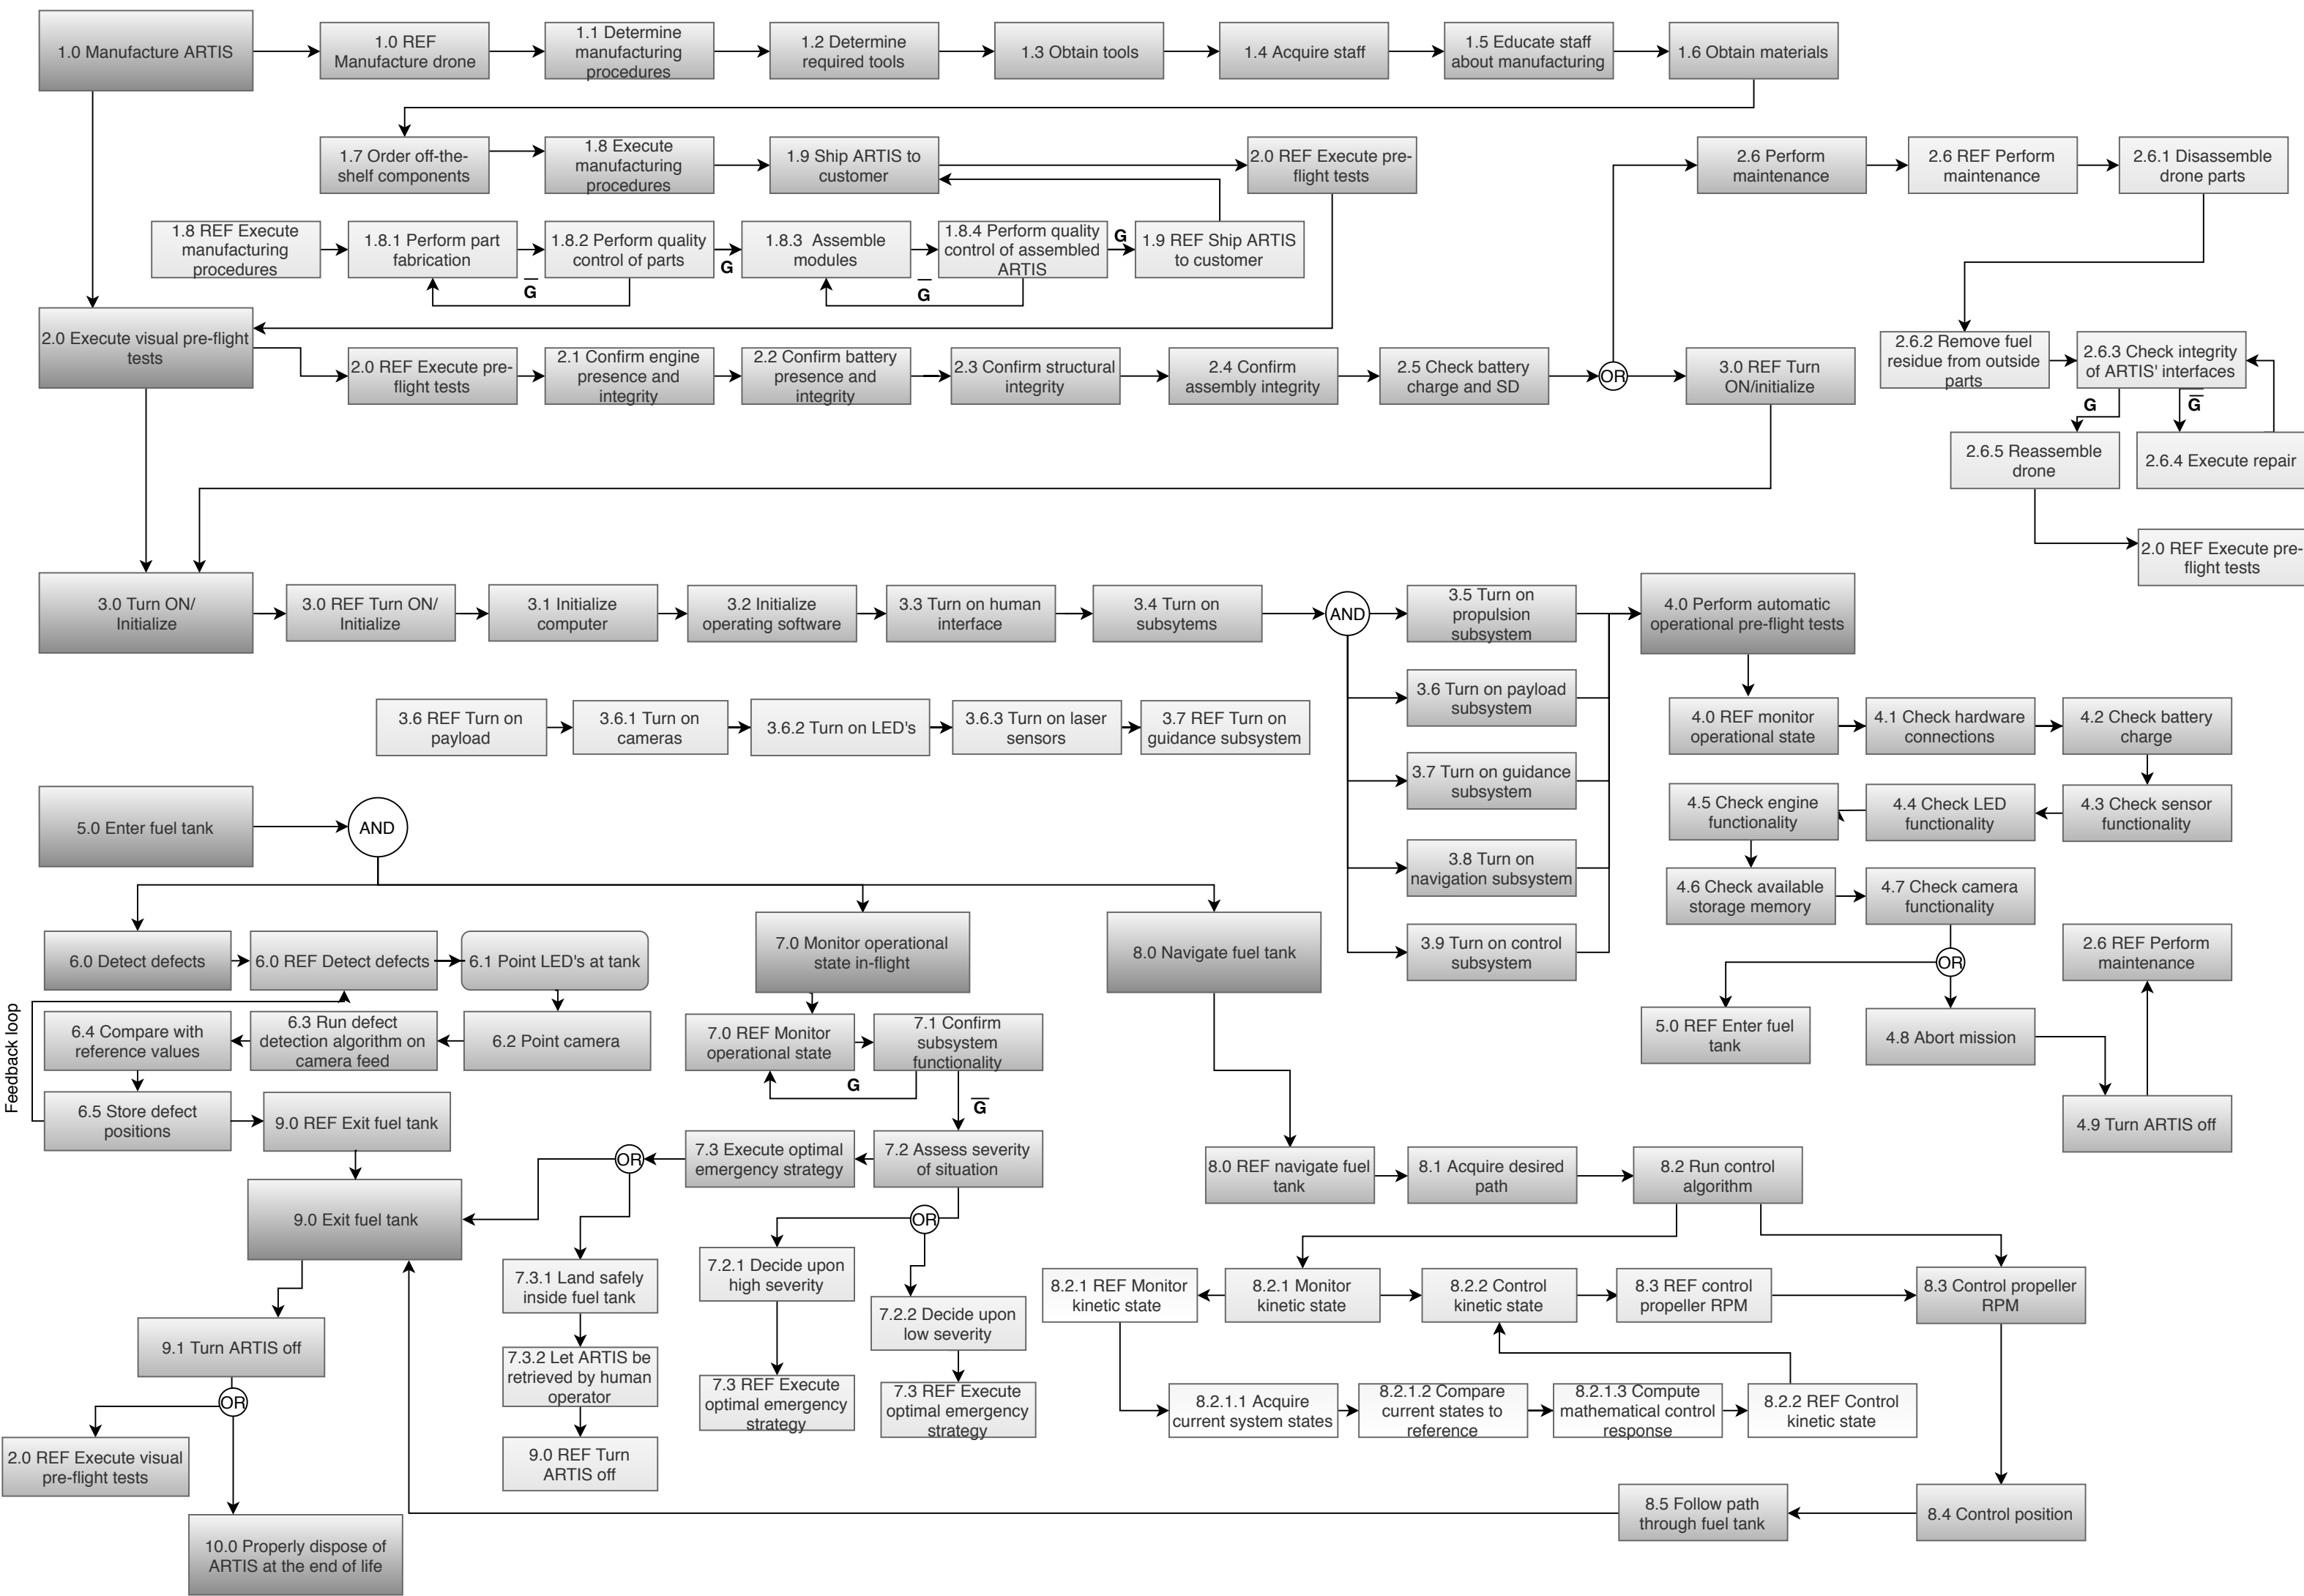 1.0 Manufacture ARTIS
1.0 REF
Manufacture drone
1.1 Determine
manufacturing
procedures
1.2 Determine
required tools
1.3 Obtain tools
1.4 Acquire staff
1.5 Educate staff
about manufacturing
1.6 Obtain materials
1.7 Order off-the-
shelf components
1.8 Execute
manufacturing
procedures
1.9 Ship ARTIS to
customer
2.0 REF Execute pre-
flight tests
2.6 Perform
maintenance
2.6 REF Perform
maintenance
2.6.1 Disassemble
drone parts
1.8 REF Execute
manufacturing
procedures
1.8.1 Perform part
fabrication
1.8.2 Perform quality
control of parts
G
G̅
1.8.3 Assemble
modules
1.8.4 Perform quality
control of assembled
ARTIS
G
G̅
1.9 REF Ship ARTIS
to customer
2.0 Execute visual pre-flight
tests
2.0 REF Execute pre-
flight tests
2.1 Confirm engine
presence and
integrity
2.2 Confirm battery
presence and
integrity
2.3 Confirm structural
integrity
2.4 Confirm
assembly integrity
2.5 Check battery
charge and SD
OR
3.0 REF Turn
ON/initialize
2.6.2 Remove fuel
residue from outside
parts
2.6.3 Check integrity
of ARTIS' interfaces
G
G̅
2.6.5 Reassemble
drone
2.6.4 Execute repair
2.0 REF Execute pre-
flight tests
3.0 Turn ON/
Initialize
3.0 REF Turn ON/
Initialize
3.1 Initialize
computer
3.2 Initialize
operating software
3.3 Turn on human
interface
3.4 Turn on
subsytems
AND
3.5 Turn on
propulsion
subsystem
4.0 Perform automatic
operational pre-flight tests
3.6 Turn on payload
subsystem
3.7 Turn on guidance
subsystem
3.8 Turn on
navigation subsystem
3.9 Turn on control
subsystem
3.6 REF Turn on
payload
3.6.1 Turn on
cameras
3.6.2 Turn on LED's
3.6.3 Turn on laser
sensors
3.7 REF Turn on
guidance subsystem
4.0 REF monitor
operational state
4.1 Check hardware
connections
4.2 Check battery
charge
4.5 Check engine
functionality
4.4 Check LED
functionality
4.3 Check sensor
functionality
4.6 Check available
storage memory
4.7 Check camera
functionality
OR
2.6 REF Perform
maintenance
5.0 REF Enter fuel
tank
4.8 Abort mission
4.9 Turn ARTIS off
5.0 Enter fuel tank
AND
6.0 Detect defects
6.0 REF Detect defects
6.1 Point LED's at tank
Feedback loop
6.4 Compare with
reference values
6.3 Run defect
detection algorithm on
camera feed
6.2 Point camera
6.5 Store defect
positions
9.0 REF Exit fuel tank
7.0 Monitor operational
state in-flight
7.0 REF Monitor
operational state
7.1 Confirm
subsystem
functionality
G
G̅
OR
7.3 Execute optimal
emergency strategy
7.2 Assess severity
of situation
8.0 Navigate fuel tank
8.0 REF navigate fuel
tank
8.1 Acquire desired
path
8.2 Run control
algorithm
9.0 Exit fuel tank
OR
7.3.1 Land safely
inside fuel tank
7.2.1 Decide upon
high severity
7.2.2 Decide upon
low severity
7.3.2 Let ARTIS be
retrieved by human
operator
7.3 REF Execute
optimal emergency
strategy
7.3 REF Execute
optimal emergency
strategy
9.0 REF Turn
ARTIS off
8.2.1 REF Monitor
kinetic state
8.2.1 Monitor
kinetic state
8.2.2 Control
kinetic state
8.3 REF control
propeller RPM
8.3 Control propeller
RPM
8.2.1.1 Acquire
current system states
8.2.1.2 Compare
current states to
reference
8.2.1.3 Compute
mathematical control
response
8.2.2 REF Control
kinetic state
9.1 Turn ARTIS off
OR
2.0 REF Execute visual
pre-flight tests
10.0 Properly dispose of
ARTIS at the end of life
8.5 Follow path
through fuel tank
8.4 Control position